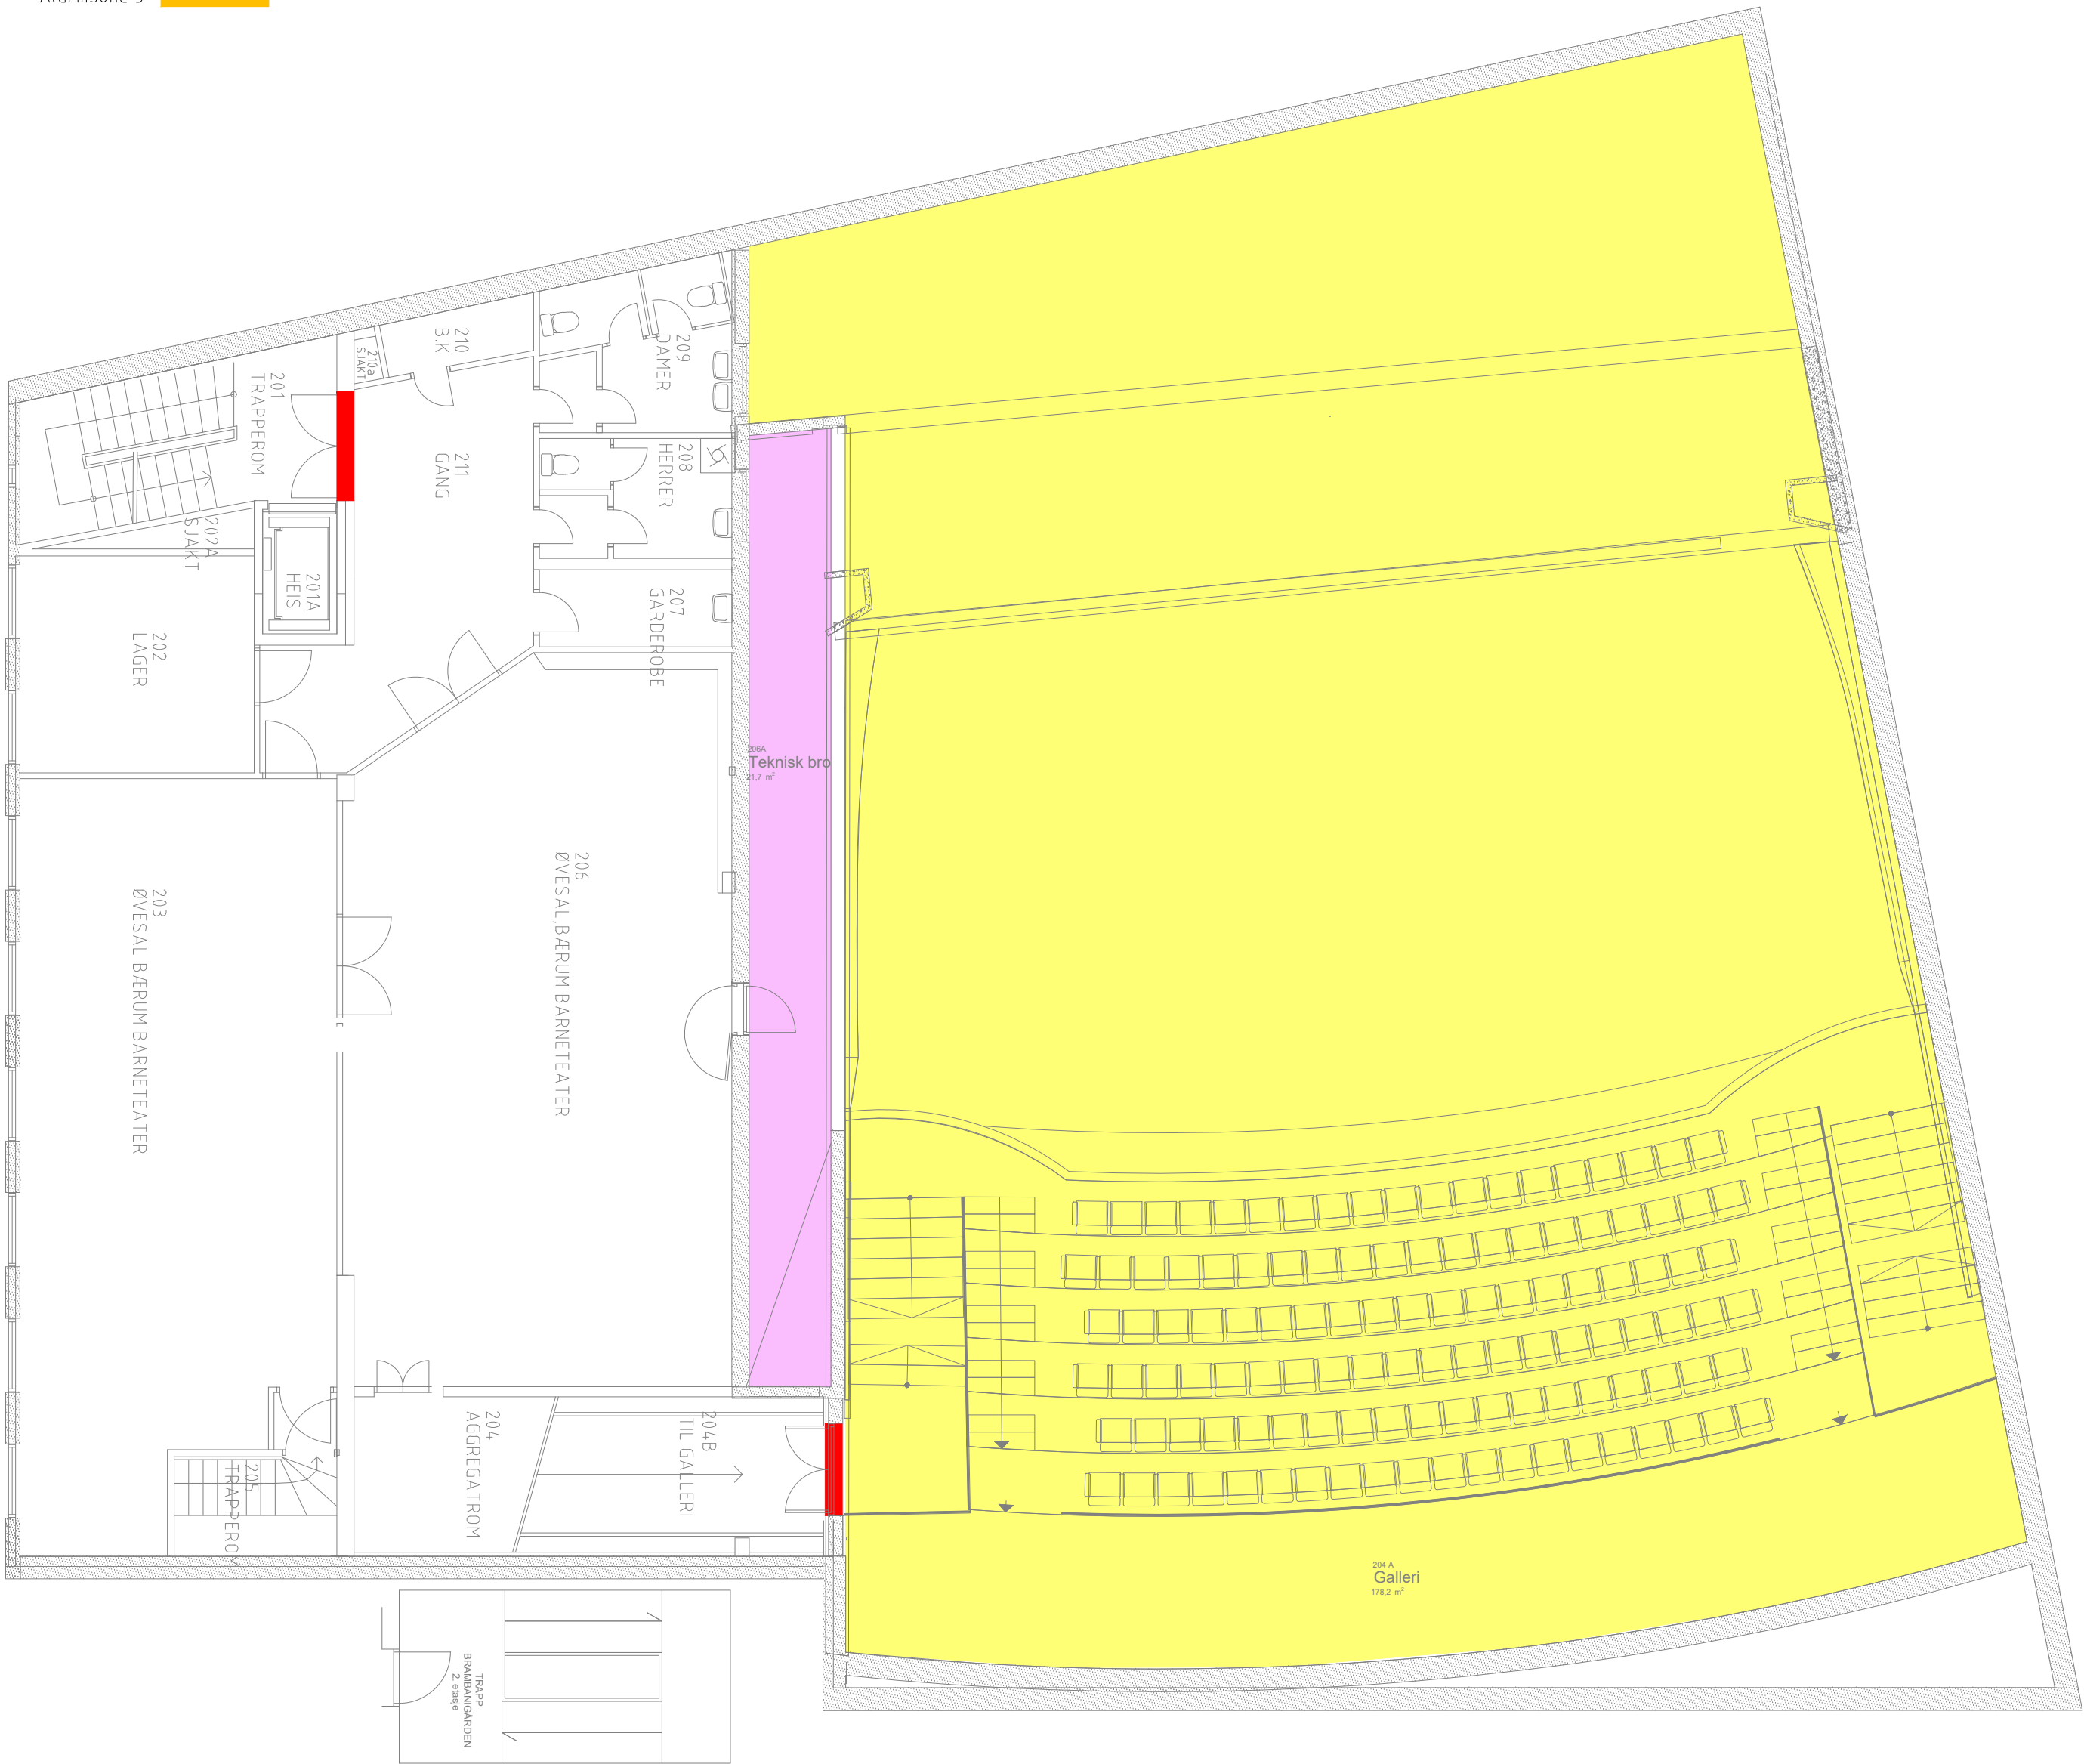 210
B.K
210a
SJAKT
209
DAMER
201
TRAPPEROM
211
GANG
208
HERRER
202A
SJAKT
201A
HEIS
207
GARDEROBE
202
LAGER
206A
Teknisk bro
21,7 m²
206
ØVESAL,BÆRUM BARNETEATER
203
ØVESAL BÆRUM BARNETEATER
204
AGGREGATROM
204B
TIL GALLERI
205
TRAPPEROM
204 A
Galleri
178,2 m²
TRAPP
BRAMBANIGÅRDEN
2. etasje